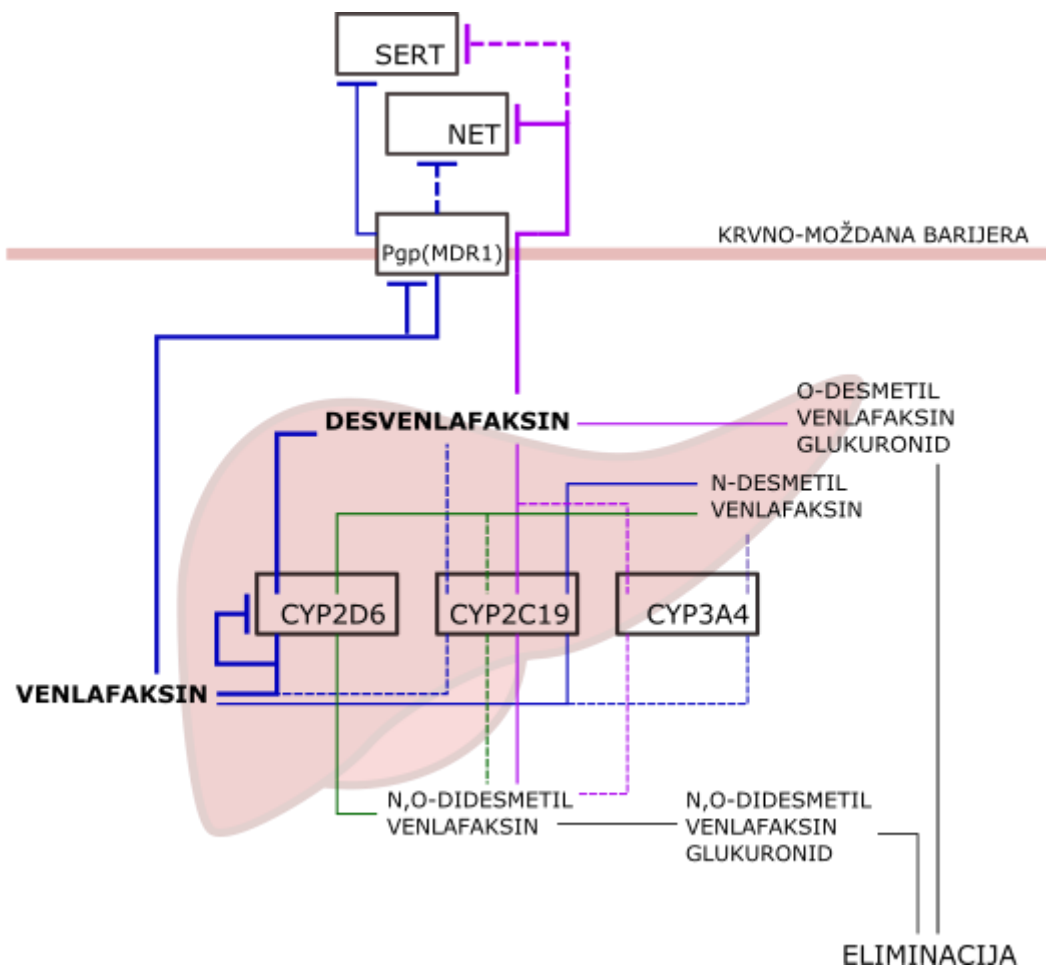 SERT
NET
KRVNO-MOŽDANA BARIJERA
Pgp(MDR1)
O-DESMETIL
VENLAFAKSIN
GLUKURONID
DESVENLAFAKSIN
N-DESMETIL
VENLAFAKSIN
CYP2D6
CYP2C19
CYP3A4
VENLAFAKSIN
N,O-DIDESMETIL
VENLAFAKSIN
N,O-DIDESMETIL
VENLAFAKSIN
GLUKURONID
ELIMINACIJA